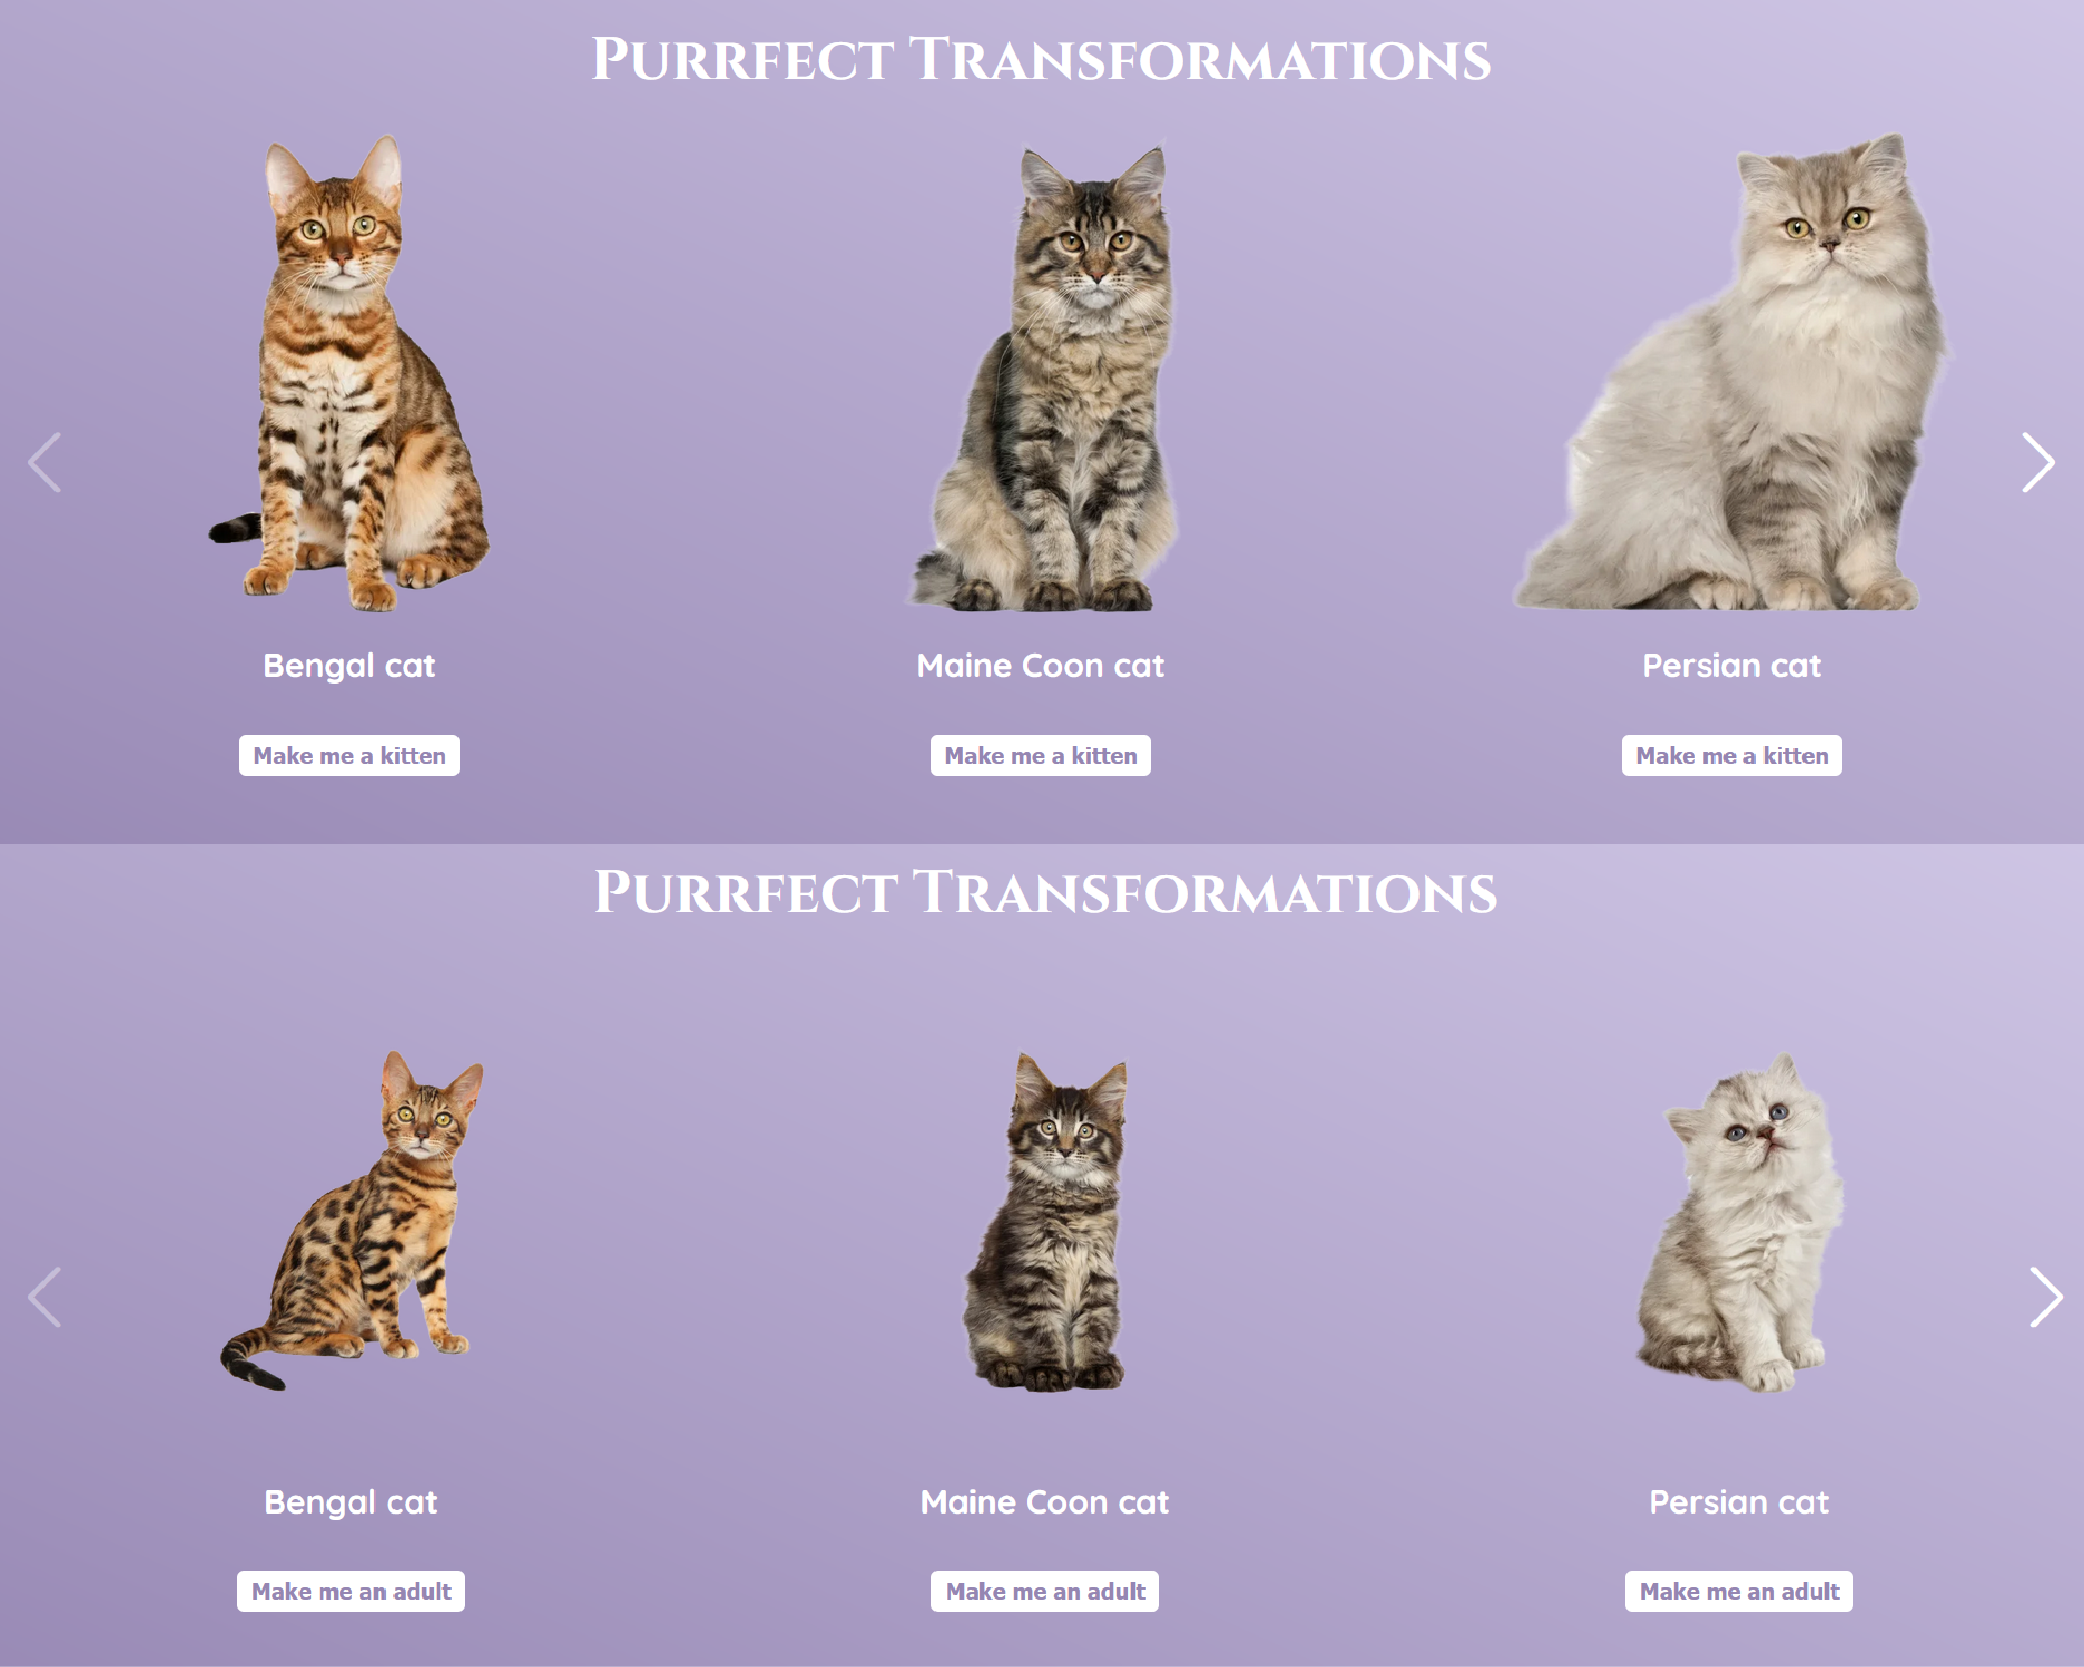 Purrfect Transformations
Bengal cat
Maine Coon cat
Persian cat
Make me a kitten
Make me a kitten
Make me a kitten
Purrfect Transformations
Bengal cat
Maine Coon cat
Persian cat
Make me an adult
Make me an adult
Make me an adult